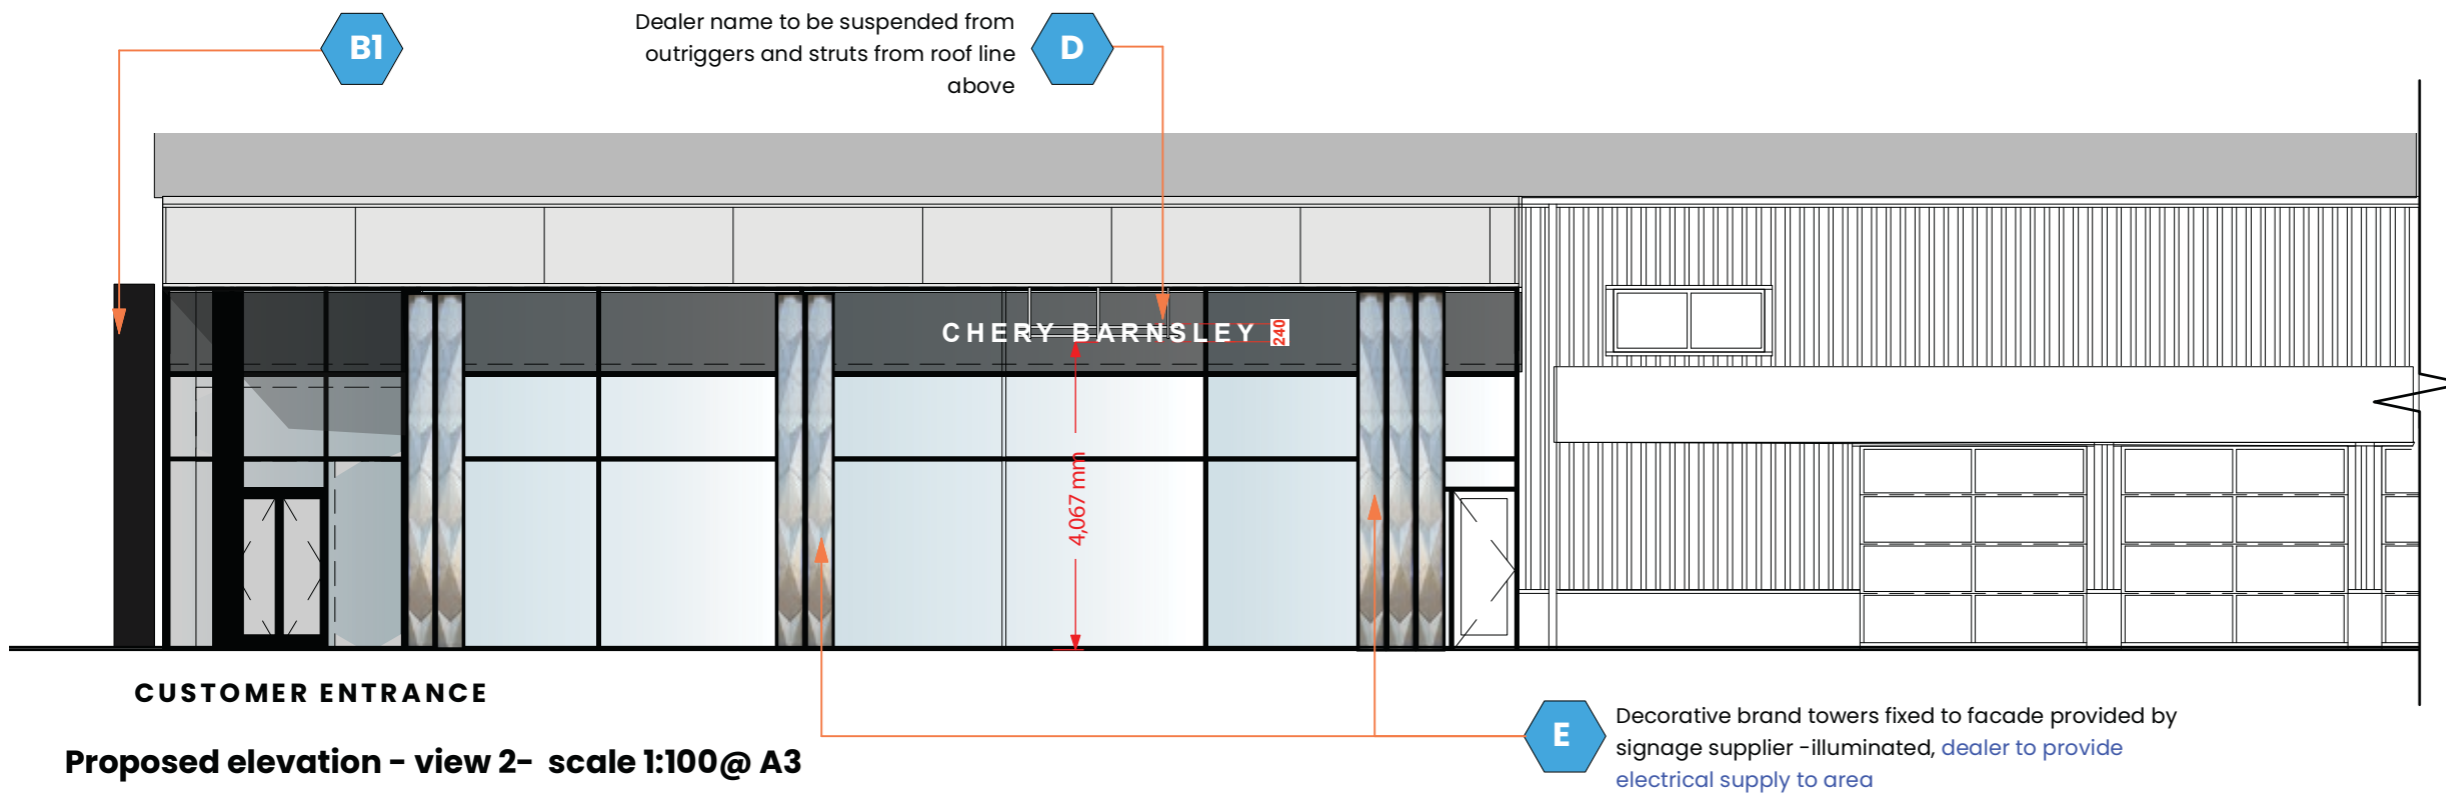 B1
Dealer name to be suspended from
outriggers and struts from roof line
above
D
CHERY BARNSLEY
240
4,067 mm
CUSTOMER ENTRANCE
Proposed elevation - view 2- scale 1:100@ A3
E
Decorative brand towers fixed to facade provided by
signage supplier -illuminated, dealer to provide
electrical supply to area